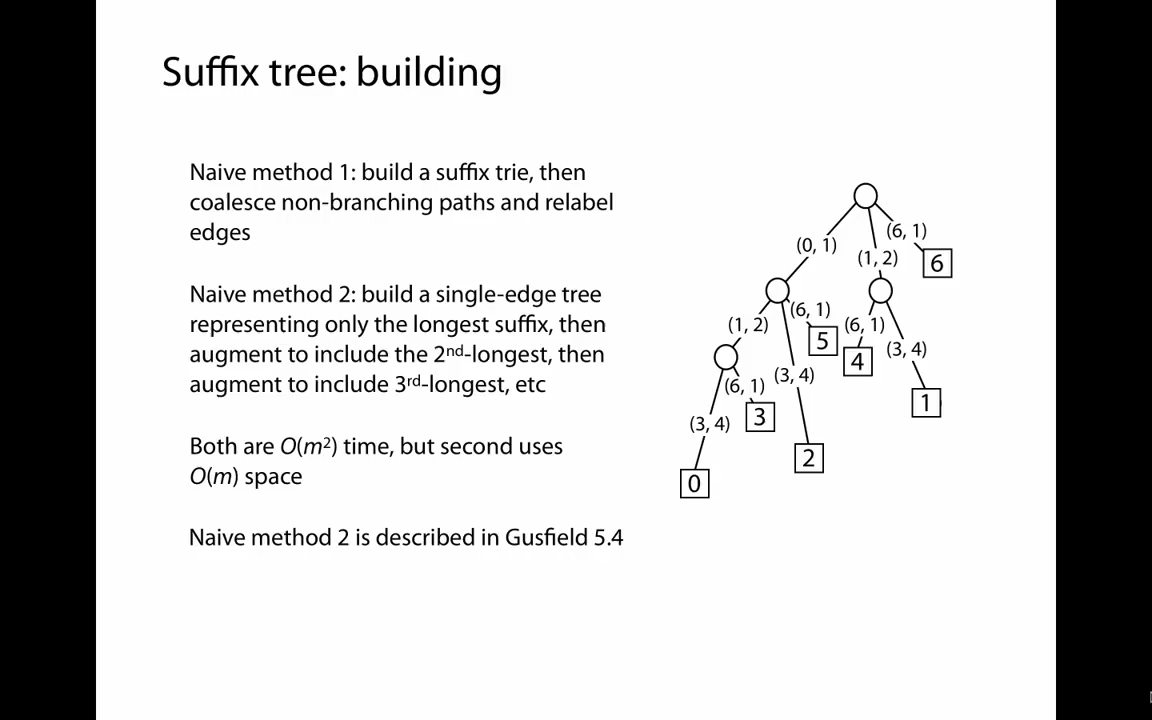 Suffix tree: building
Naive method 1: build a suffix trie, then
coalesce non-branching paths and relabel
edges
Naive method 2: build a single-edge tree
representing only the longest suffix, then
augment to include the 2nd-longest, then
augment to include 3rd-longest, etc
Both are O(m2) time, but second uses
O(m) space
Naive method 2 is described in Gusfield 5.4
(6, 1)
(0, 1)
(1, 2)
6
(6, 1)
(1, 2)
(6, 1)
5
4
(3, 4)
(3, 4)
(6, 1)
1
3
(3, 4)
2
0